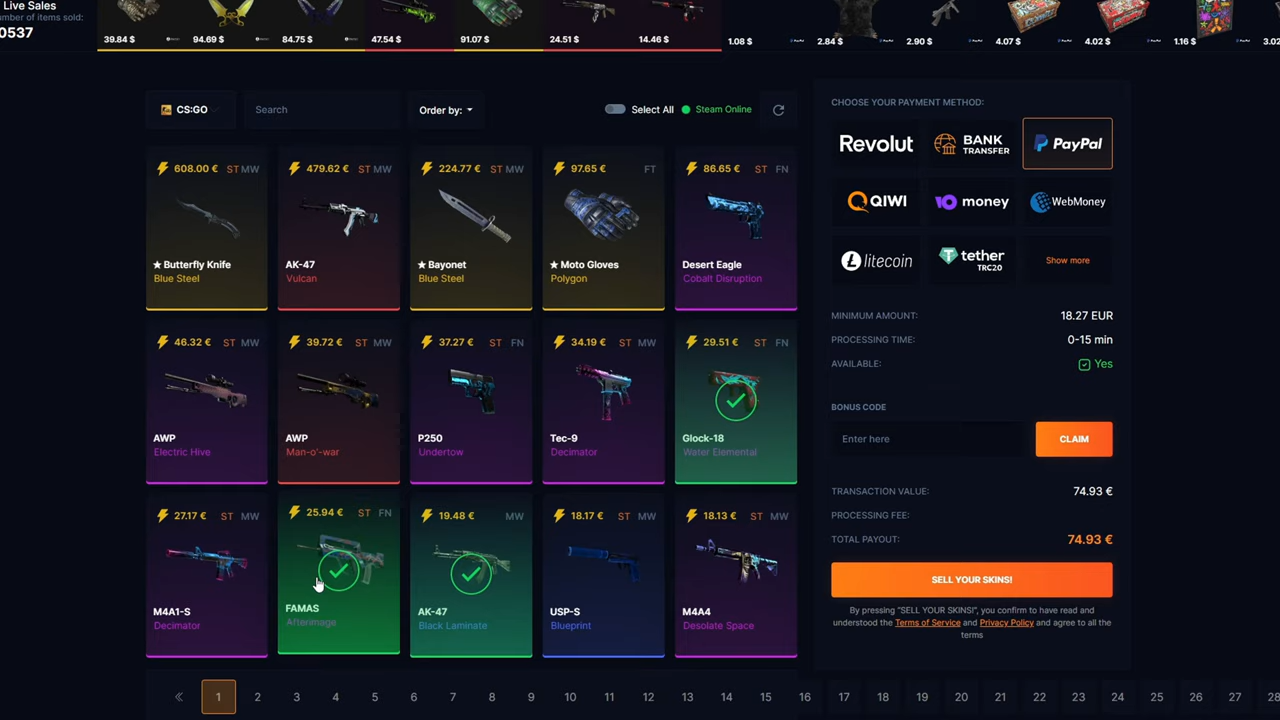 Live Sales
umber of items sold:
0537
39.84 $
94.69 $
84.75 $
47.54 $
91.07 $
24.51 $
14.46 $
1.08 $
2.84 $
2.90 $
4.07 $
4.02 $
1.16 $
3.02
CS:GO
Search
Order by:
Select All
Steam Online
608.00 € ST MW
★ Butterfly Knife
Blue Steel
479.62 € ST MW
AK-47
Vulcan
224.77 € ST MW
★ Bayonet
Blue Steel
97.65 € FT
★ Moto Gloves
Polygon
86.65 € ST FN
Desert Eagle
Cobalt Disruption
46.32 € ST MW
AWP
Electric Hive
39.72 € ST MW
AWP
Man-o'-war
37.27 € ST FN
P250
Undertow
34.19 € ST MW
Tec-9
Decimator
29.51 € ST FN
Glock-18
Water Elemental
27.17 € ST MW
M4A1-S
Decimator
25.94 € ST FN
FAMAS
Afterimage
19.48 € MW
AK-47
Black Laminate
18.17 € ST MW
USP-S
Blueprint
18.13 € ST MW
M4A4
Desolate Space
« 1 2 3 4 5 6 7 8 9 10 11 12 13 14 15 16 17 18 19 20 21 22 23 24 25 26 27 28
CHOOSE YOUR PAYMENT METHOD:
Revolut
BANK
TRANSFER
PayPal
QIWI
money
WebMoney
litecoin
tether
TRC20
Show more
MINIMUM AMOUNT: 18.27 EUR
PROCESSING TIME: 0-15 min
AVAILABLE: Yes
BONUS CODE
Enter here
CLAIM
TRANSACTION VALUE: 74.93 €
PROCESSING FEE:
TOTAL PAYOUT: 74.93 €
SELL YOUR SKINS!
By pressing "SELL YOUR SKINS!", you confirm to have read and
understood the Terms of Service and Privacy Policy and agree to all the
terms